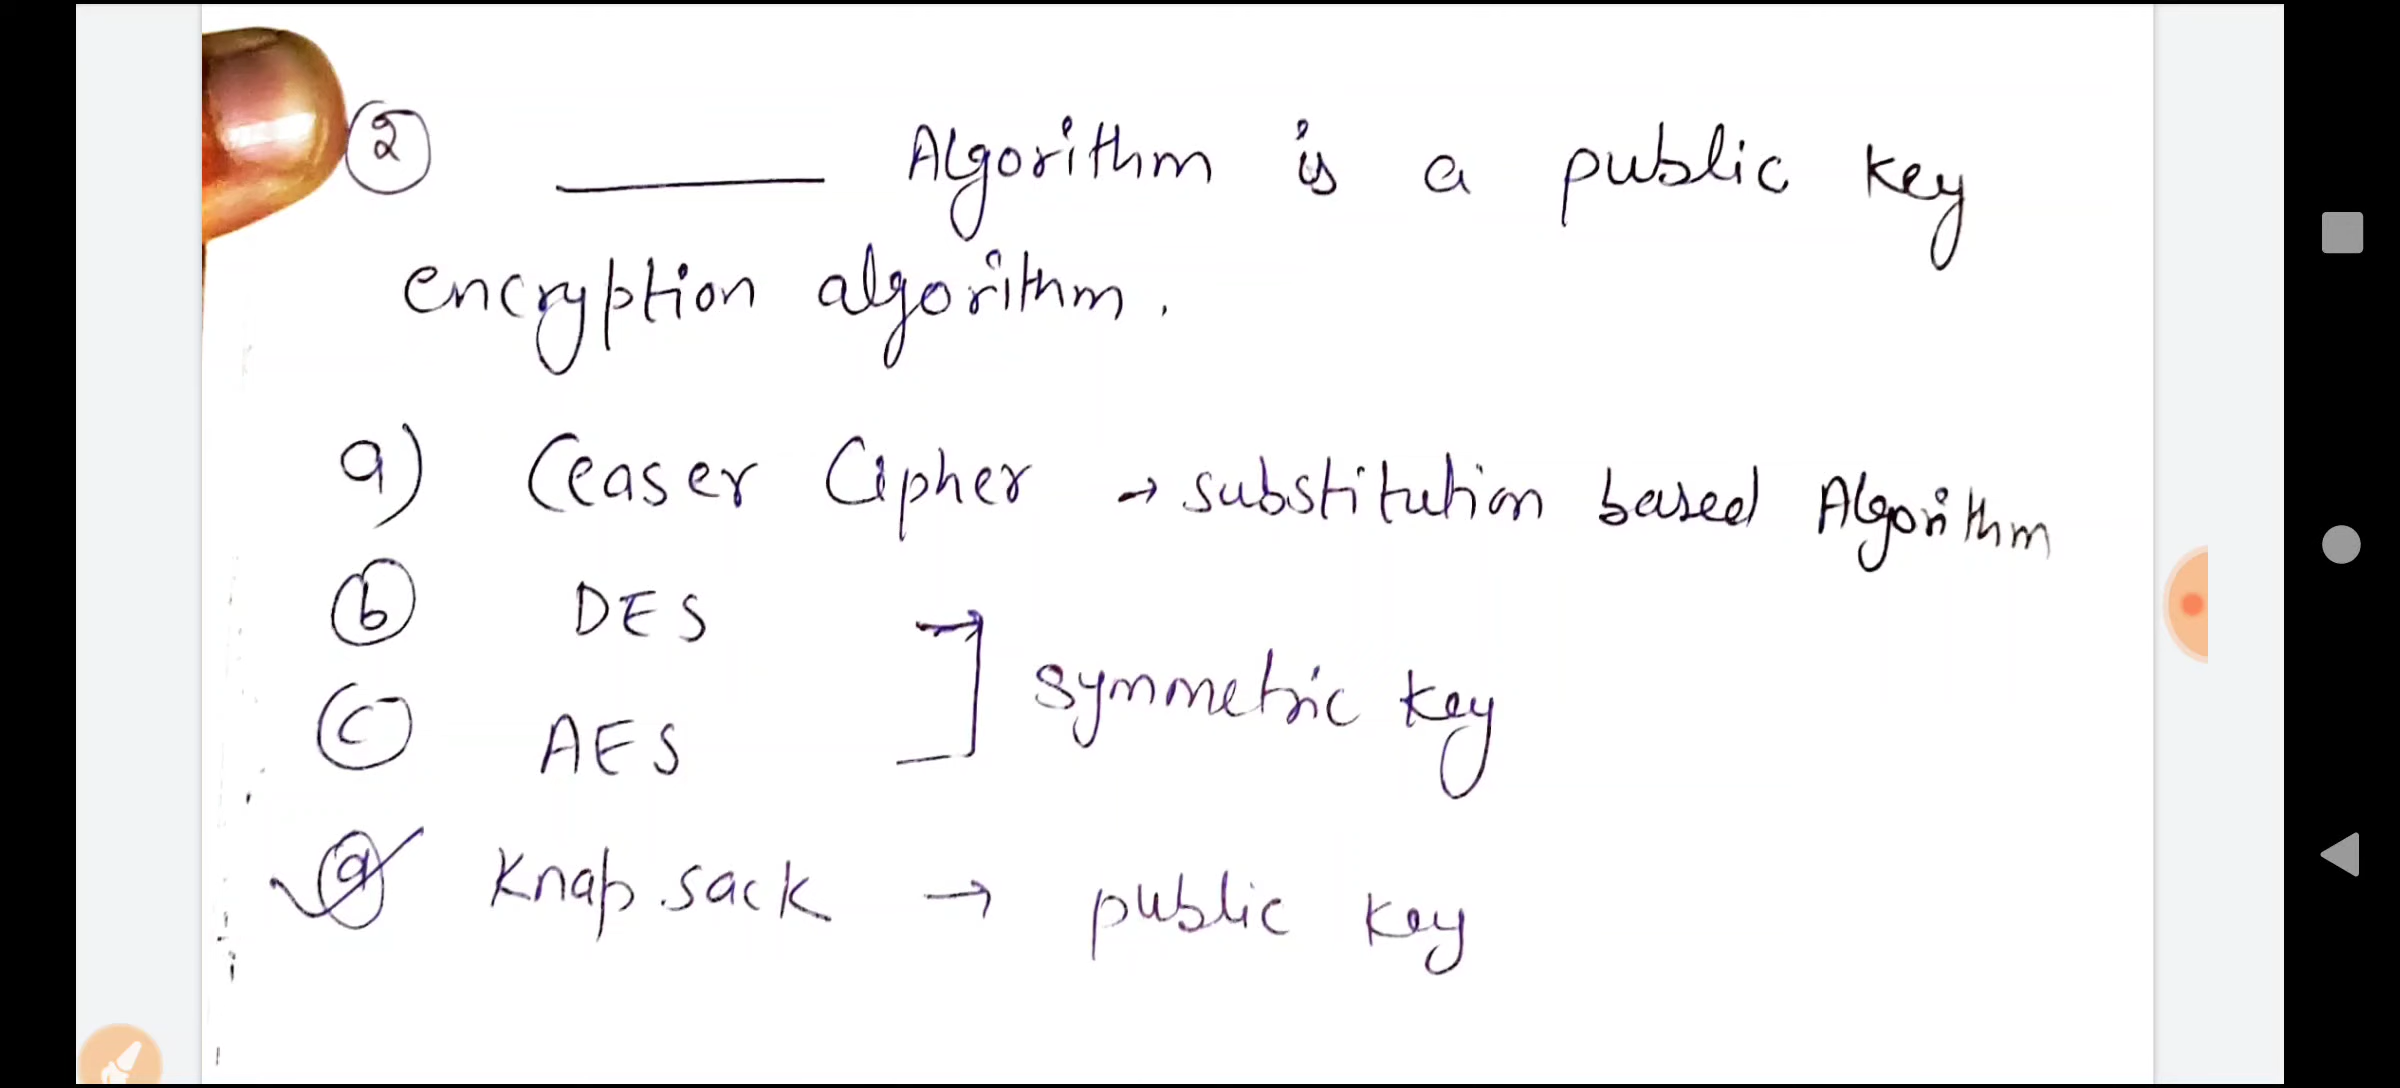 ② ______ Algorithm is a public key
encryption algorithm.
a) Ceaser Cipher → substitution based Algorithm
ⓑ DES
ⓒ AES
symmetric key
ⓓ Knapsack → public key